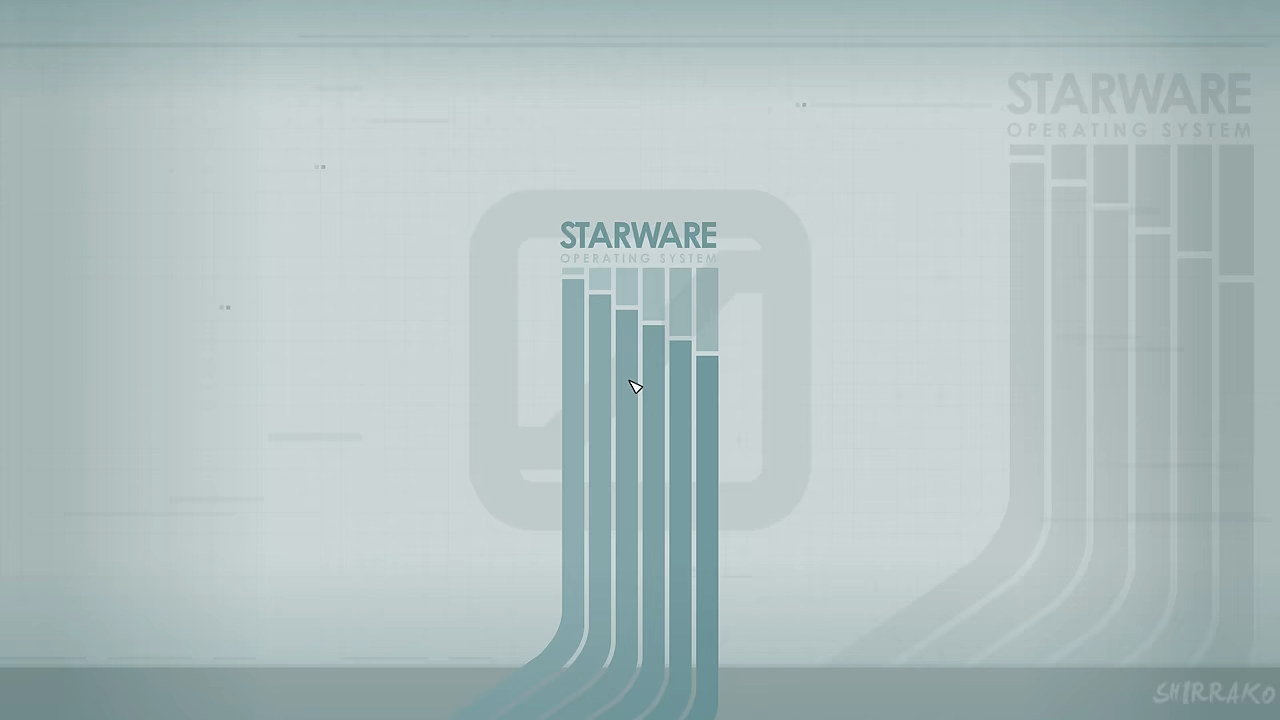 STARWARE
OPERATING SYSTEM
STARWARE
OPERATING SYSTEM
SHIRRAKO